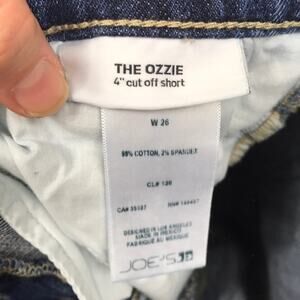 THE OZZIE
4" cut off short
W 26
98% COTTON, 2% SPANDEX
DESIGNED IN LOS ANGELES
MADE IN MEXICO
FABRIQUÉ AU MEXIQUE
JOE'S